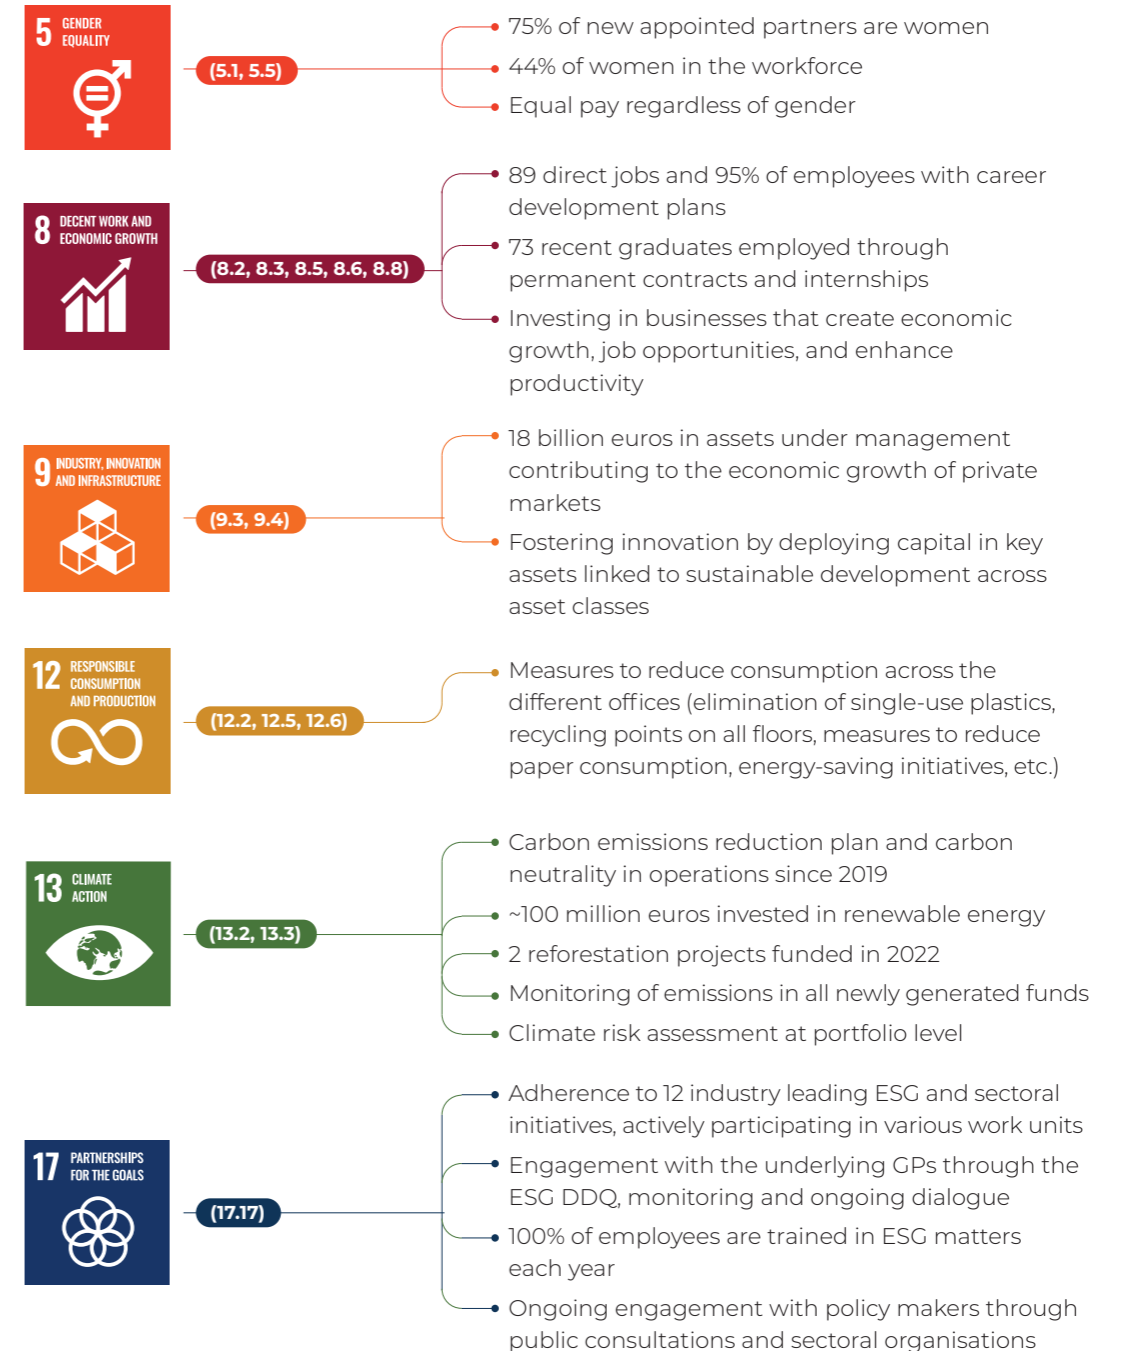 5 GENDER
EQUALITY
(5.1, 5.5)
75% of new appointed partners are women
44% of women in the workforce
Equal pay regardless of gender
8 DECENT WORK AND
ECONOMIC GROWTH
(8.2, 8.3, 8.5, 8.6, 8.8)
89 direct jobs and 95% of employees with career
development plans
73 recent graduates employed through
permanent contracts and internships
Investing in businesses that create economic
growth, job opportunities, and enhance
productivity
9 INDUSTRY, INNOVATION
AND INFRASTRUCTURE
(9.3, 9.4)
18 billion euros in assets under management
contributing to the economic growth of private
markets
Fostering innovation by deploying capital in key
assets linked to sustainable development across
asset classes
12 RESPONSIBLE
CONSUMPTION
AND PRODUCTION
(12.2, 12.5, 12.6)
Measures to reduce consumption across the
different offices (elimination of single-use plastics,
recycling points on all floors, measures to reduce
paper consumption, energy-saving initiatives, etc.)
13 CLIMATE
ACTION
(13.2, 13.3)
Carbon emissions reduction plan and carbon
neutrality in operations since 2019
~100 million euros invested in renewable energy
2 reforestation projects funded in 2022
Monitoring of emissions in all newly generated funds
Climate risk assessment at portfolio level
17 PARTNERSHIPS
FOR THE GOALS
(17.17)
Adherence to 12 industry leading ESG and sectoral
initiatives, actively participating in various work units
Engagement with the underlying GPs through the
ESG DDQ, monitoring and ongoing dialogue
100% of employees are trained in ESG matters
each year
Ongoing engagement with policy makers through
public consultations and sectoral organisations